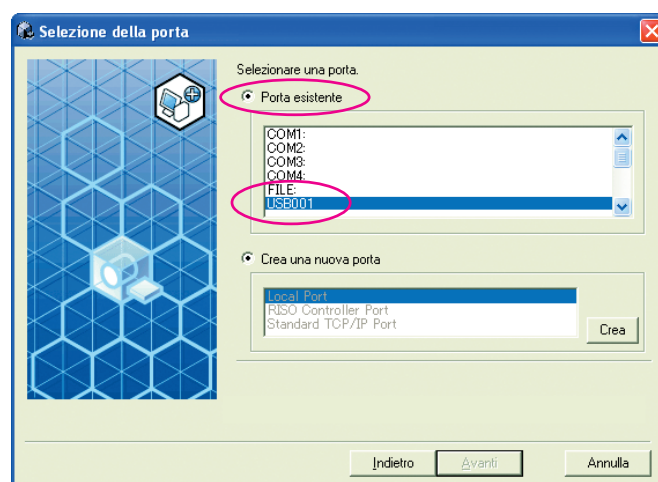 Selezione della porta
Selezionare una porta.
Porta esistente
COM1:
COM2:
COM3:
COM4:
FILE:
USB001
Crea una nuova porta
Local Port
RISO Controller Port
Standard TCP/IP Port
Crea
Indietro Avanti Annulla